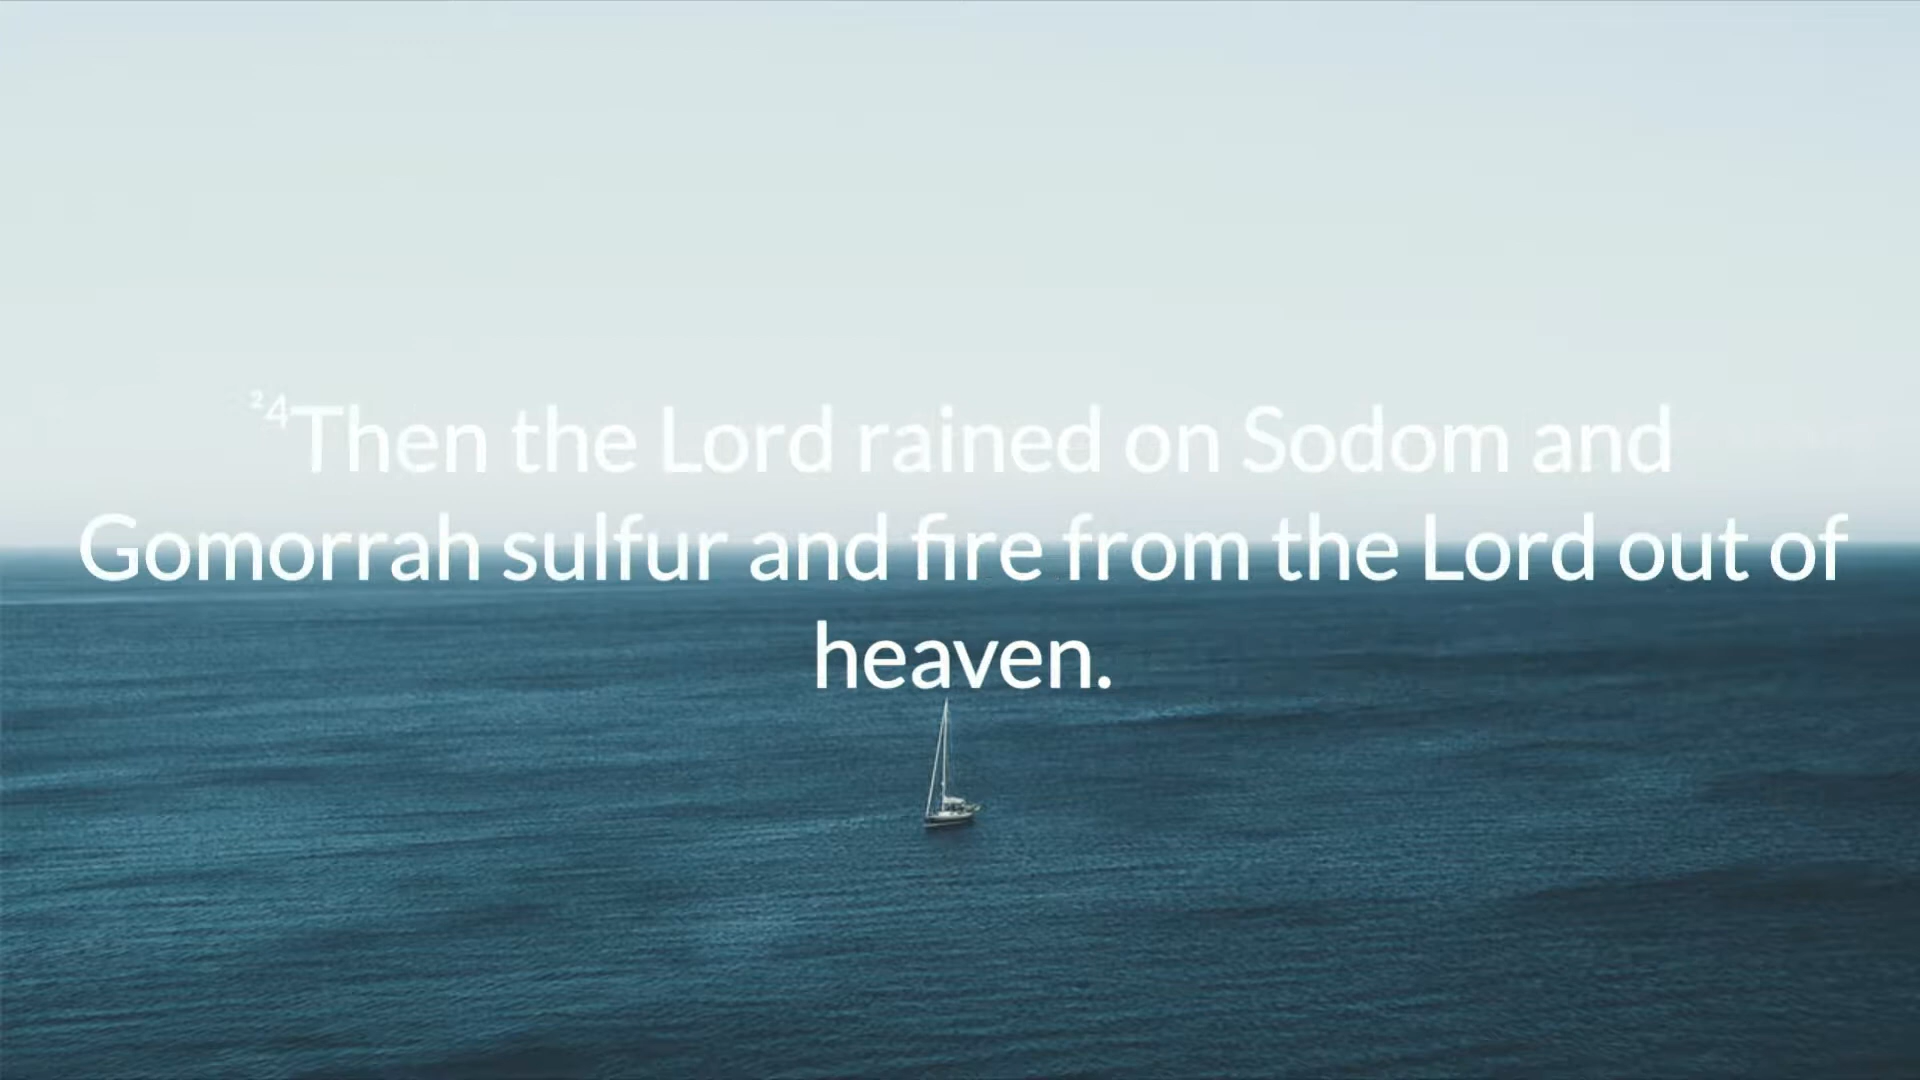 ²⁴Then the Lord rained on Sodom and
Gomorrah sulfur and fire from the Lord out of
heaven.